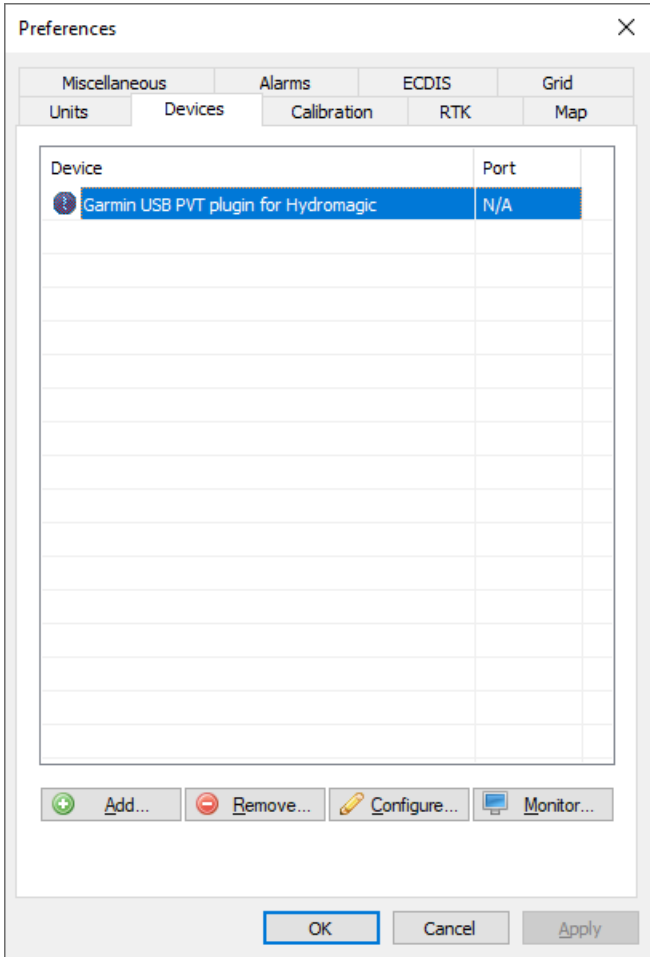 Preferences
Miscellaneous Alarms ECDIS Grid
Units Devices Calibration RTK Map
Device Port
Garmin USB PVT plugin for Hydromagic N/A
Add... Remove... Configure... Monitor...
OK Cancel Apply